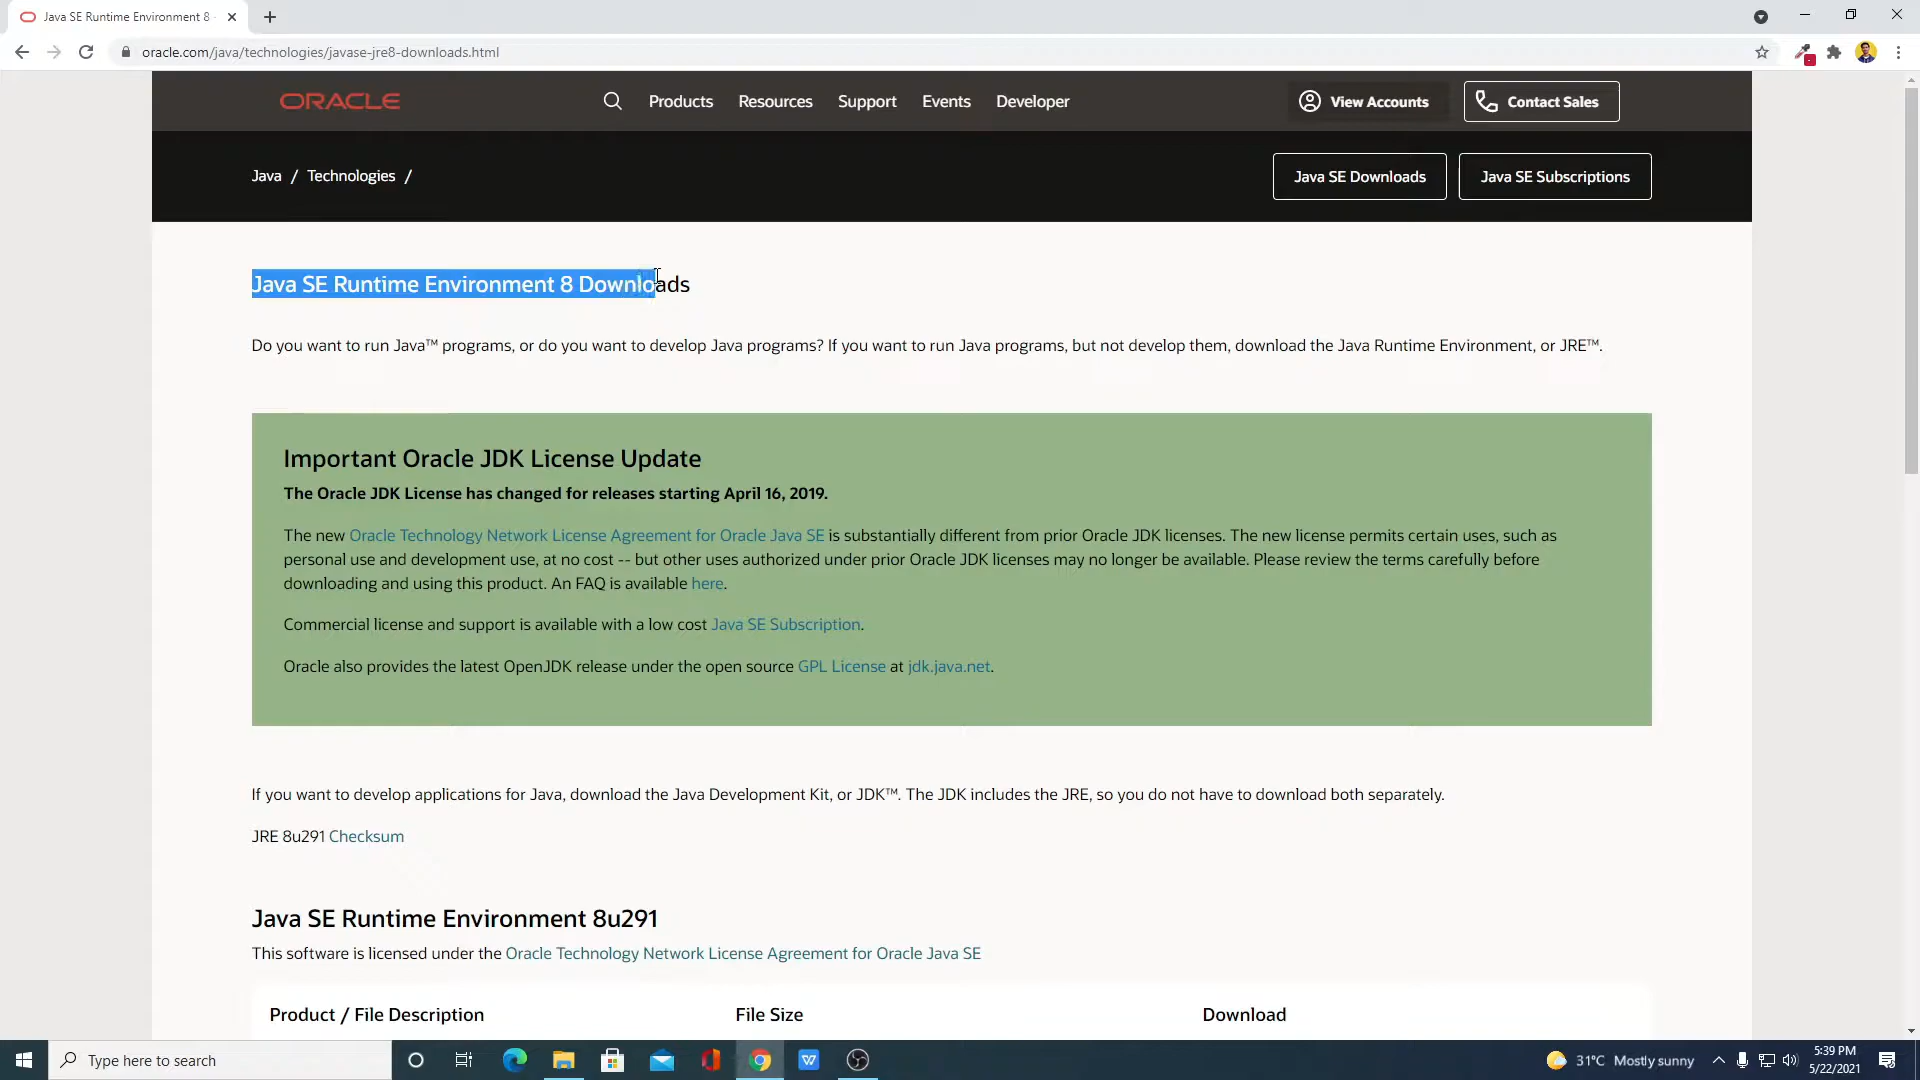 Java SE Runtime Environment 8
oracle.com/java/technologies/javase-jre8-downloads.html
ORACLE
Products
Resources
Support
Events
Developer
View Accounts
Contact Sales
Java / Technologies /
Java SE Downloads
Java SE Subscriptions
Java SE Runtime Environment 8 Downloads
Do you want to run Java™ programs, or do you want to develop Java programs? If you want to run Java programs, but not develop them, download the Java Runtime Environment, or JRE™.
Important Oracle JDK License Update
The Oracle JDK License has changed for releases starting April 16, 2019.
The new Oracle Technology Network License Agreement for Oracle Java SE is substantially different from prior Oracle JDK licenses. The new license permits certain uses, such as
personal use and development use, at no cost -- but other uses authorized under prior Oracle JDK licenses may no longer be available. Please review the terms carefully before
downloading and using this product. An FAQ is available here.
Commercial license and support is available with a low cost Java SE Subscription.
Oracle also provides the latest OpenJDK release under the open source GPL License at jdk.java.net.
If you want to develop applications for Java, download the Java Development Kit, or JDK™. The JDK includes the JRE, so you do not have to download both separately.
JRE 8u291 Checksum
Java SE Runtime Environment 8u291
This software is licensed under the Oracle Technology Network License Agreement for Oracle Java SE
Product / File Description
File Size
Download
Type here to search
31°C Mostly sunny
5:39 PM
5/22/2021